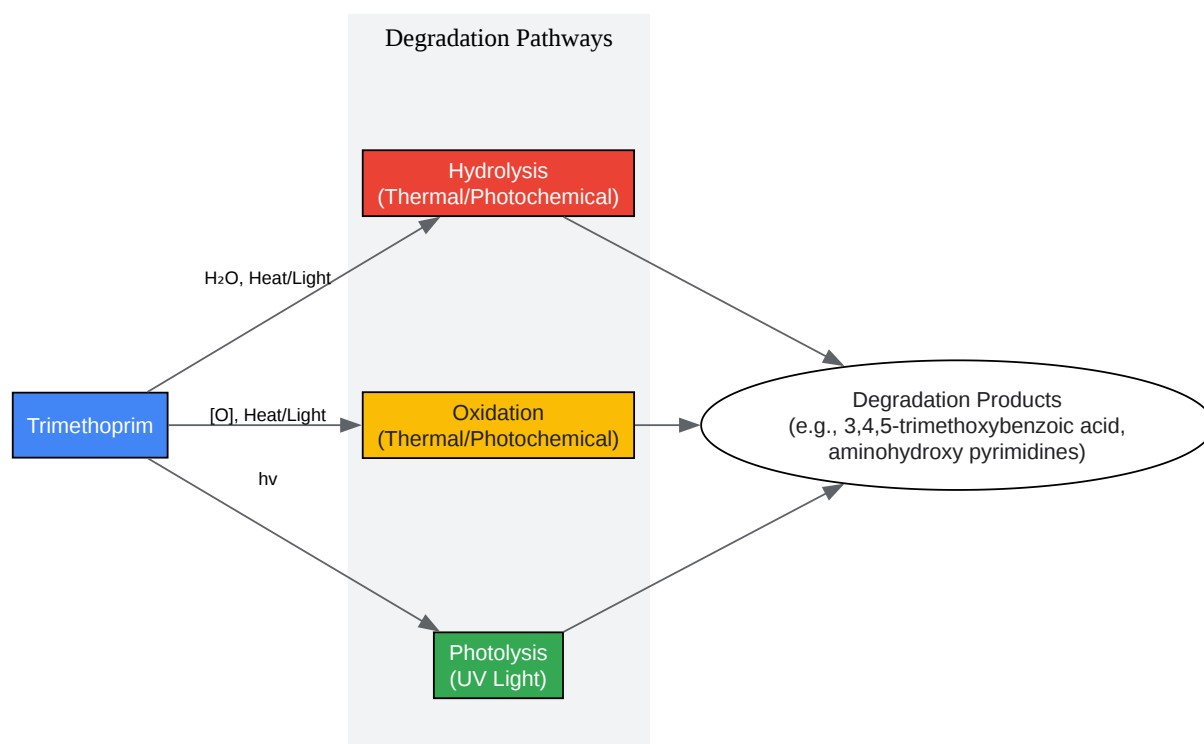 Degradation Pathways
Hydrolysis
(Thermal/Photochemical)
H₂O, Heat/Light
Trimethoprim
[O], Heat/Light
Oxidation
(Thermal/Photochemical)
Degradation Products
(e.g., 3,4,5-trimethoxybenzoic acid,
aminohydroxy pyrimidines)
hv
Photolysis
(UV Light)